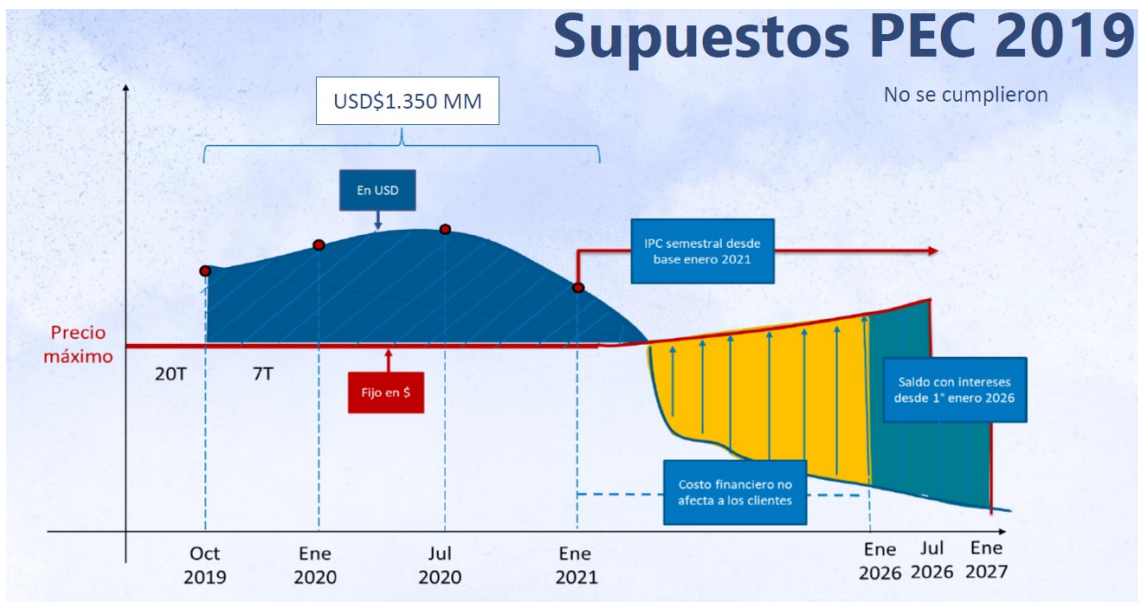 Supuestos PEC 2019
No se cumplieron
USD$1.350 MM
En USD
IPC semestral desde
base enero 2021
Precio
máximo
20T
7T
Fijo en $
Saldo con intereses
desde 1° enero 2026
Costo financiero no
afecta a los clientes
Oct
2019
Ene
2020
Jul
2020
Ene
2021
Ene
2026
Jul
2026
Ene
2027